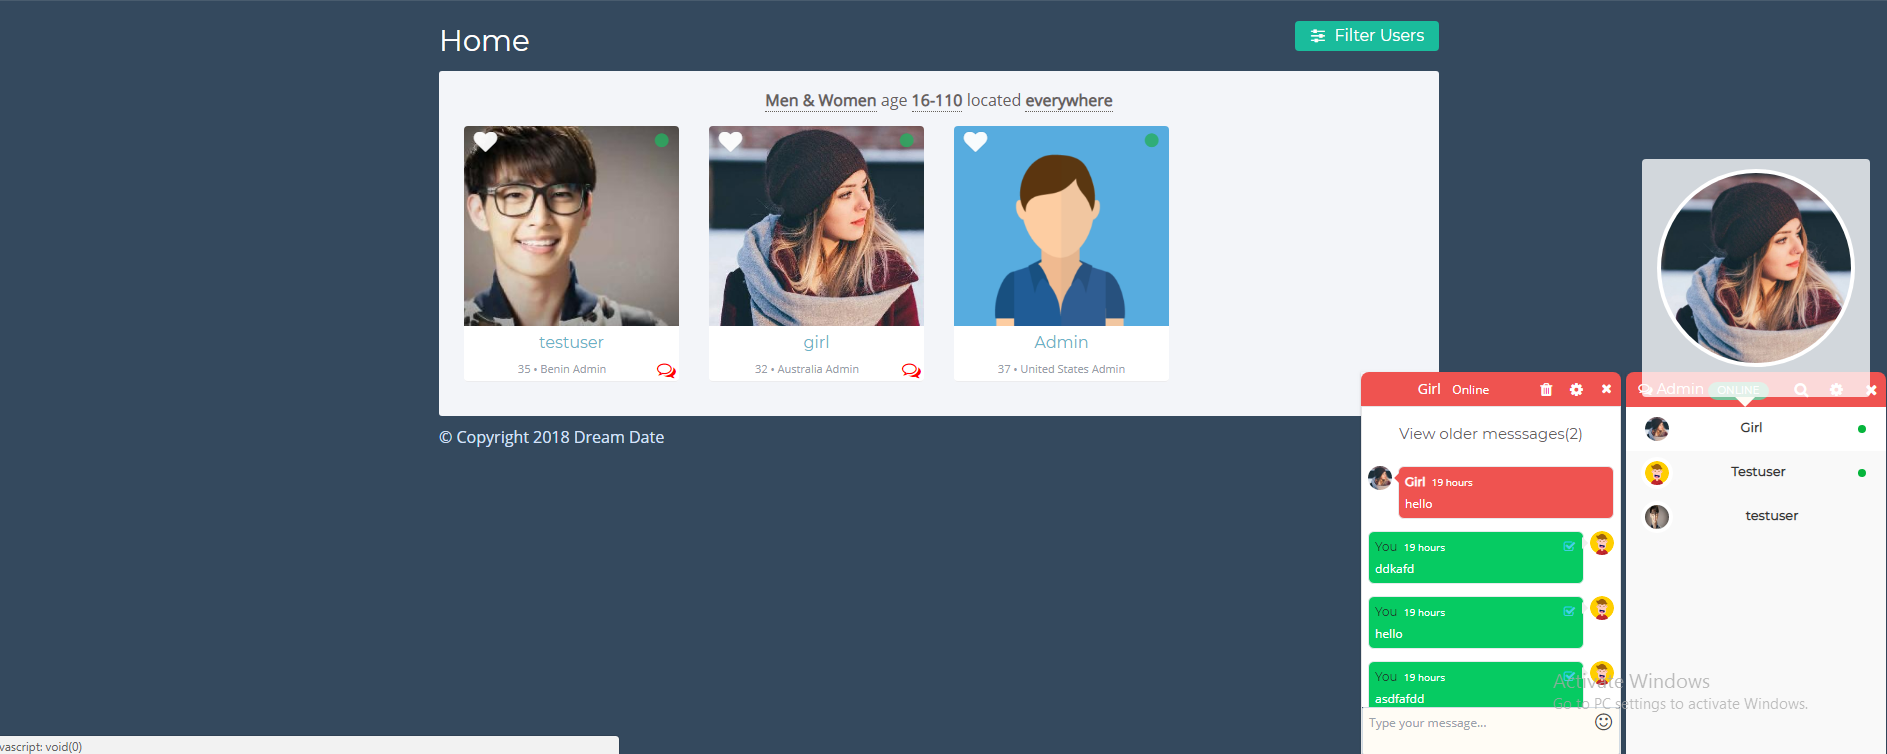 Home
Filter Users
Men & Women age 16-110 located everywhere
testuser
35 • Benin Admin
girl
32 • Australia Admin
Admin
37 • United States Admin
© Copyright 2018 Dream Date
Girl Online
View older messsages(2)
Girl 19 hours
hello
You 19 hours
ddkafd
You 19 hours
hello
You 19 hours
asdfafdd
Type your message...
Admin ONLINE
Girl
Testuser
testuser
Activate Windows
Go to PC settings to activate Windows.
vascript: void(0)